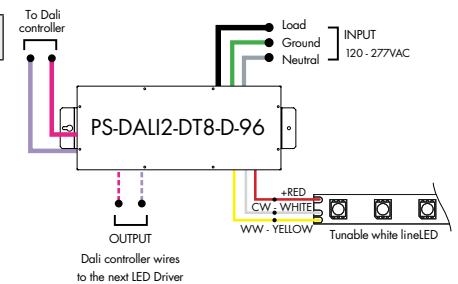 To Dali
controller
Load
Ground
Neutral
INPUT
120 - 277VAC
PS-DALI2-DT8-D-96
+RED
CW - WHITE
WW - YELLOW
Tunable white lineLED
OUTPUT
Dali controller wires
to the next LED Driver